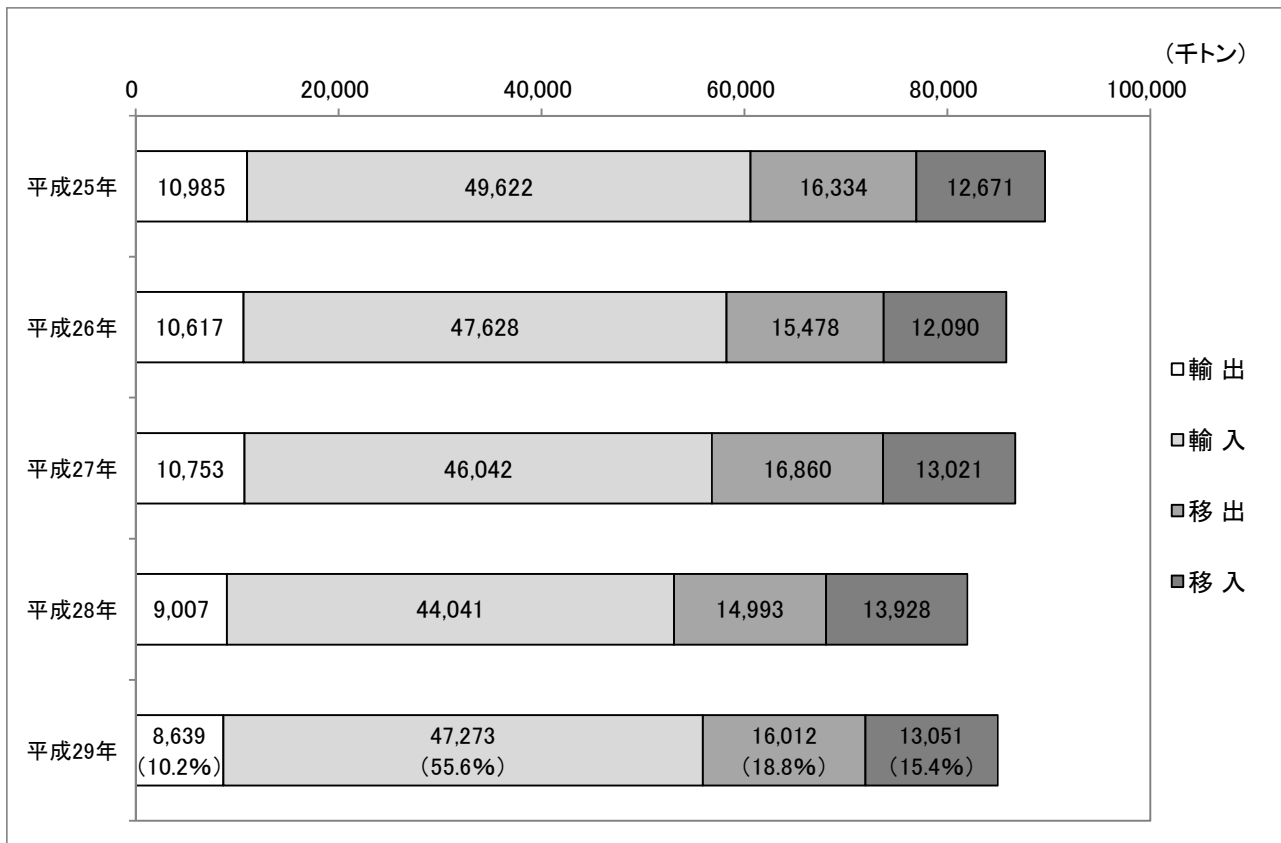 (千トン)
0 20,000 40,000 60,000 80,000 100,000
平成25年 10,985 49,622 16,334 12,671
平成26年 10,617 47,628 15,478 12,090
平成27年 10,753 46,042 16,860 13,021
平成28年 9,007 44,041 14,993 13,928
平成29年 8,639 47,273 16,012 13,051
(10.2%) (55.6%) (18.8%) (15.4%)
輸 出
輸 入
移 出
移 入